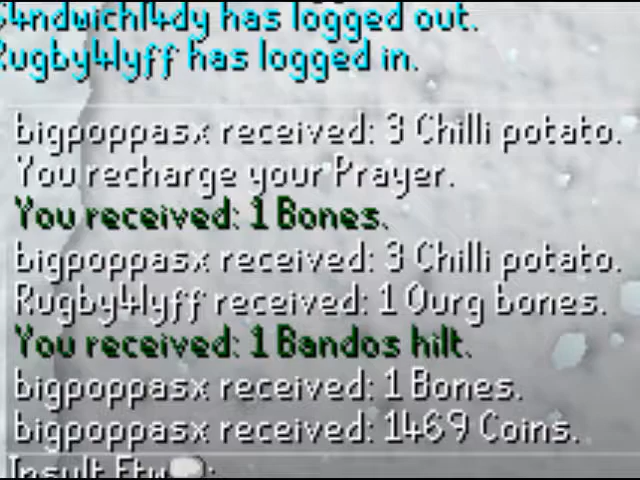 S4ndwichl4dy has logged out.
Rugby4lyff has logged in.
bigpoppasx received: 3 Chilli potato.
You recharge your Prayer.
You received: 1 Bones.
bigpoppasx received: 3 Chilli potato.
Rugby4lyff received: 1 Ourg bones.
You received: 1 Bandos hilt.
bigpoppasx received: 1 Bones.
bigpoppasx received: 1469 Coins.
Insult Ftw: